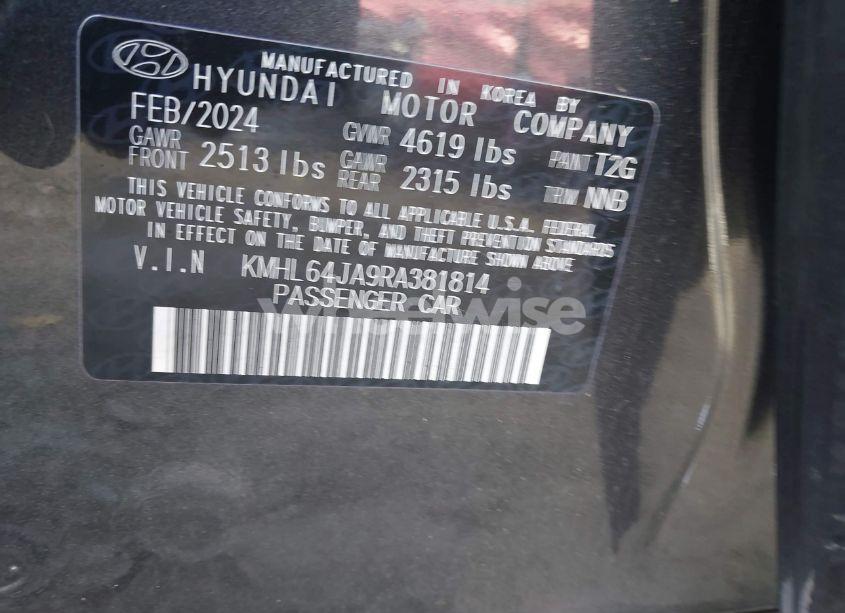 MANUFACTURED IN KOREA BY
HYUNDAI MOTOR COMPANY
FEB/2024 GVWR 4619 lbs PAINT T2G
GAWR FRONT 2513 lbs GAWR REAR 2315 lbs TRIM NNB
THIS VEHICLE CONFORMS TO ALL APPLICABLE U.S.A. FEDERAL
MOTOR VEHICLE SAFETY, BUMPER, AND THEFT PREVENTION STANDARDS
IN EFFECT ON THE DATE OF MANUFACTURE SHOWN ABOVE
V.I.N KMHL64JA9RA381814
PASSENGER CAR
wheelwise